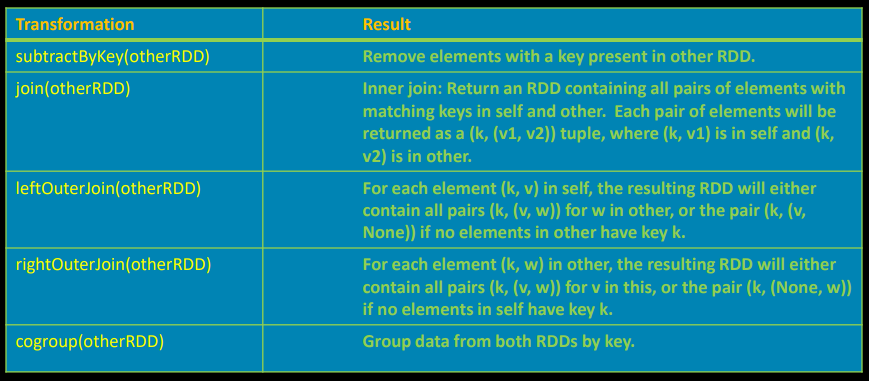 Transformation Result
subtractByKey(otherRDD) Remove elements with a key present in other RDD.
join(otherRDD) Inner join: Return an RDD containing all pairs of elements with
matching keys in self and other.  Each pair of elements will be
returned as a (k, (v1, v2)) tuple, where (k, v1) is in self and (k,
v2) is in other.
leftOuterJoin(otherRDD) For each element (k, v) in self, the resulting RDD will either
contain all pairs (k, (v, w)) for w in other, or the pair (k, (v,
None)) if no elements in other have key k.
rightOuterJoin(otherRDD) For each element (k, w) in other, the resulting RDD will either
contain all pairs (k, (v, w)) for v in this, or the pair (k, (None, w))
if no elements in self have key k.
cogroup(otherRDD) Group data from both RDDs by key.